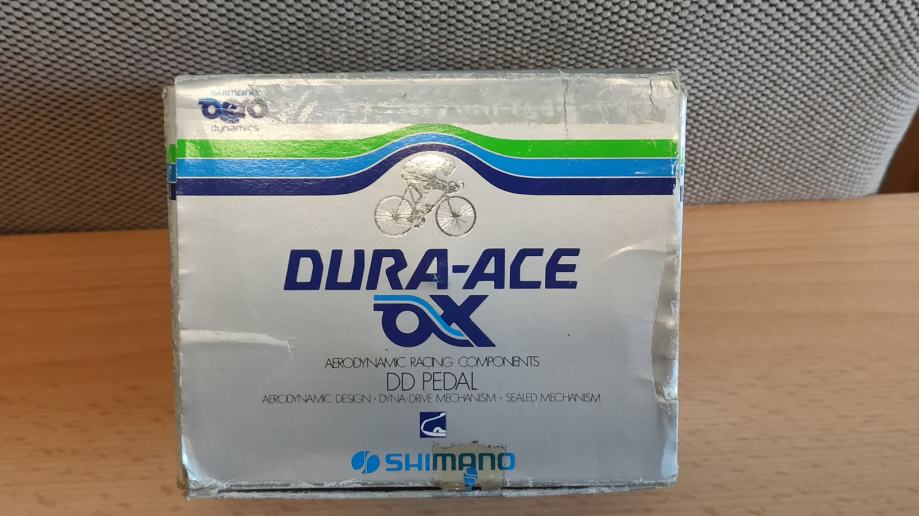 SHIMANO
aero
dynamics
DURA-ACE
AX
AERODYNAMIC RACING COMPONENTS
DD PEDAL
AERODYNAMIC DESIGN · DYNA-DRIVE MECHANISM · SEALED MECHANISM
SHIMANO